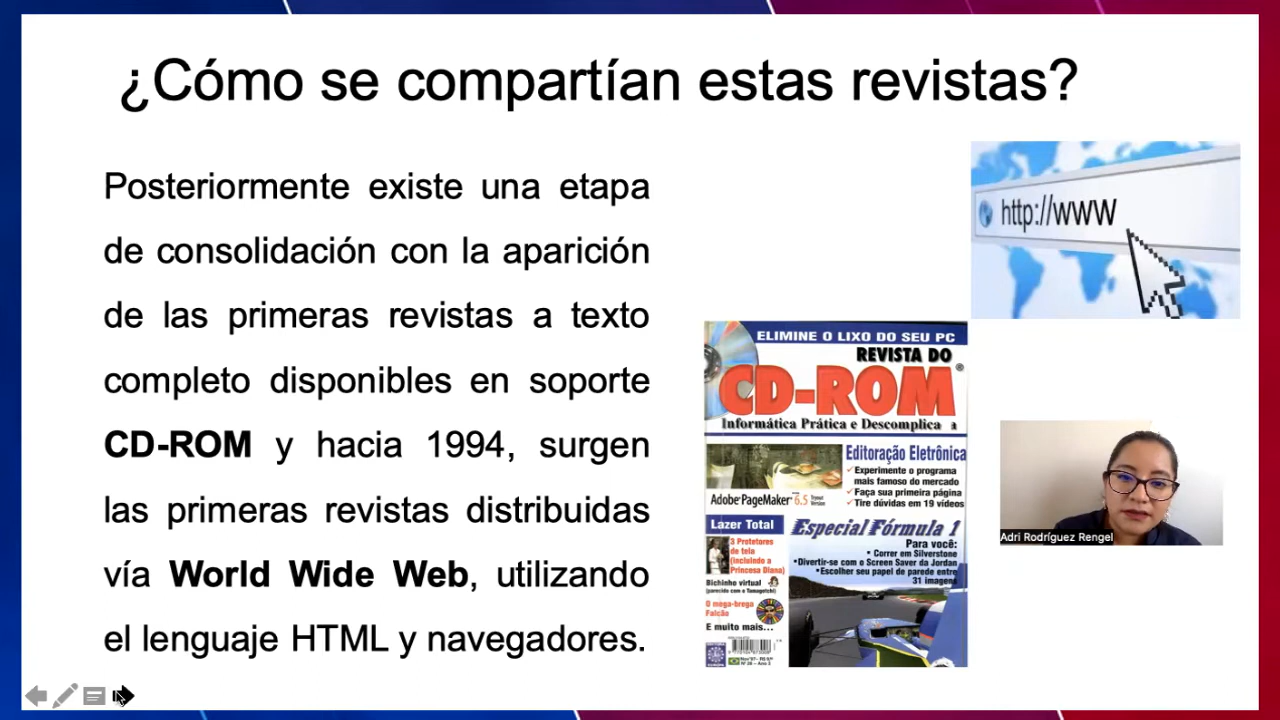 ¿Cómo se compartían estas revistas?
Posteriormente existe una etapa
de consolidación con la aparición
de las primeras revistas a texto
completo disponibles en soporte
CD-ROM y hacia 1994, surgen
las primeras revistas distribuidas
vía World Wide Web, utilizando
el lenguaje HTML y navegadores.
http://www
ELIMINE O LIXO DO SEU PC
REVISTA DO
CD-ROM
Informática Prática e Descomplica
Editoração Eletrônica
Experimente o programa
mais famoso do mercado
Faça sua primeira página
Tire dúvidas em 19 vídeos
Adobe PageMaker 6.5
Lazer Total
3 Protetores
de tela
(incluindo a
Princesa Diana)
Bichinho virtual
(parecido com o Tamagotchi)
O mega-brega
Falcão
E muito mais...
Especial Fórmula 1
Para você:
• Correr em Silverstone
•Divertir-se com o Screen Saver da Jordan
• Escolher seu papel de parede entre
31 imagens
Adri Rodríguez Rengel